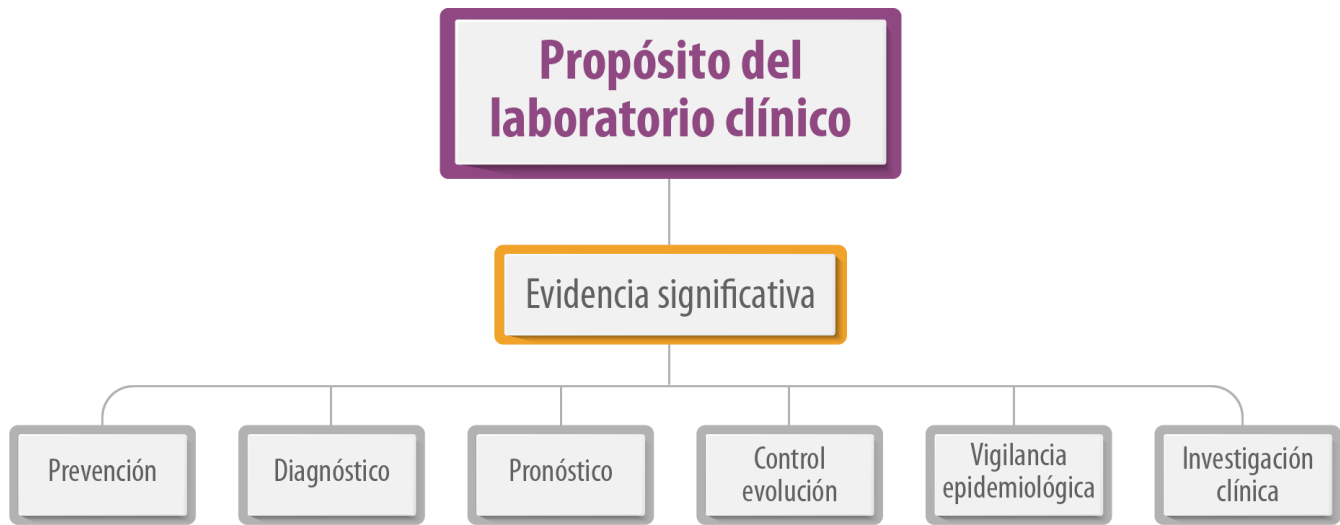 Propósito del
laboratorio clínico
Evidencia significativa
Prevención
Diagnóstico
Pronóstico
Control
evolución
Vigilancia
epidemiológica
Investigación
clínica